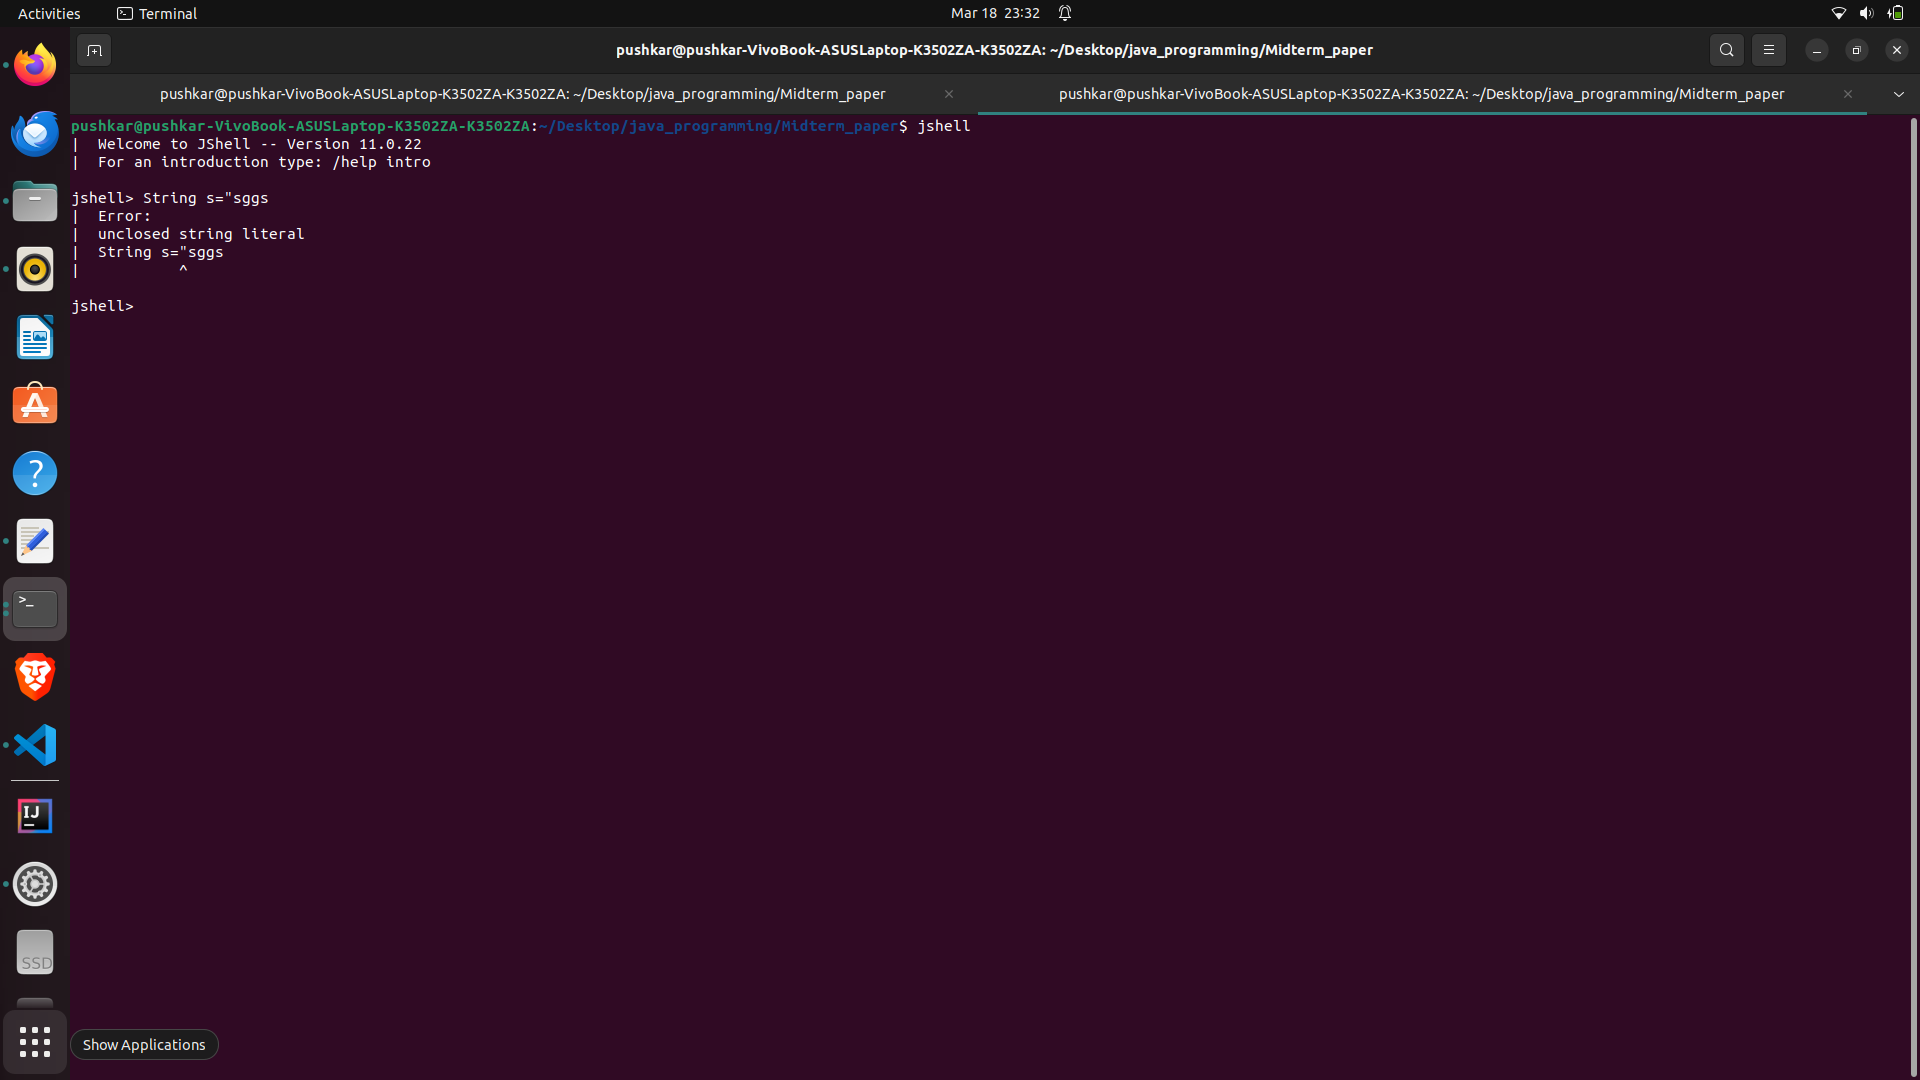 Activities
Terminal
Mar 18 23:32
pushkar@pushkar-VivoBook-ASUSLaptop-K3502ZA-K3502ZA: ~/Desktop/java_programming/Midterm_paper
pushkar@pushkar-VivoBook-ASUSLaptop-K3502ZA-K3502ZA: ~/Desktop/java_programming/Midterm_paper
pushkar@pushkar-VivoBook-ASUSLaptop-K3502ZA-K3502ZA: ~/Desktop/java_programming/Midterm_paper
pushkar@pushkar-VivoBook-ASUSLaptop-K3502ZA-K3502ZA:~/Desktop/java_programming/Midterm_paper$ jshell
|  Welcome to JShell -- Version 11.0.22
|  For an introduction type: /help intro
jshell> String s="sggs
|  Error:
|  unclosed string literal
|  String s="sggs
|           ^
jshell>
>_
IJ
SSD
Show Applications